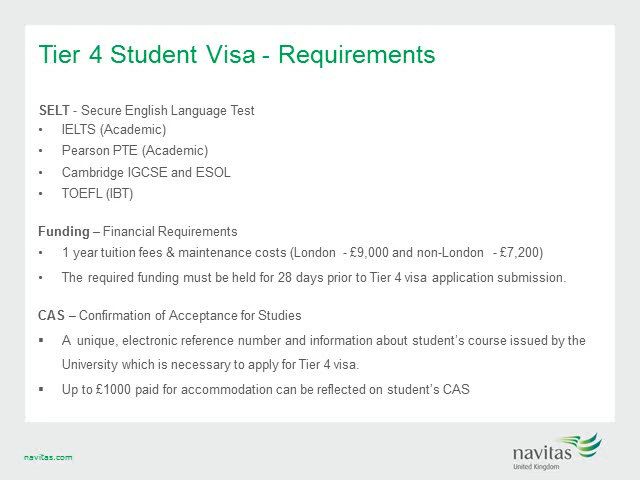 Tier 4 Student Visa - Requirements
SELT - Secure English Language Test
• IELTS (Academic)
• Pearson PTE (Academic)
• Cambridge IGCSE and ESOL
• TOEFL (IBT)
Funding – Financial Requirements
• 1 year tuition fees & maintenance costs (London - £9,000 and non-London - £7,200)
• The required funding must be held for 28 days prior to Tier 4 visa application submission.
CAS – Confirmation of Acceptance for Studies
▪ A unique, electronic reference number and information about student's course issued by the
University which is necessary to apply for Tier 4 visa.
▪ Up to £1000 paid for accommodation can be reflected on student's CAS
navitas.com
navitas
United Kingdom